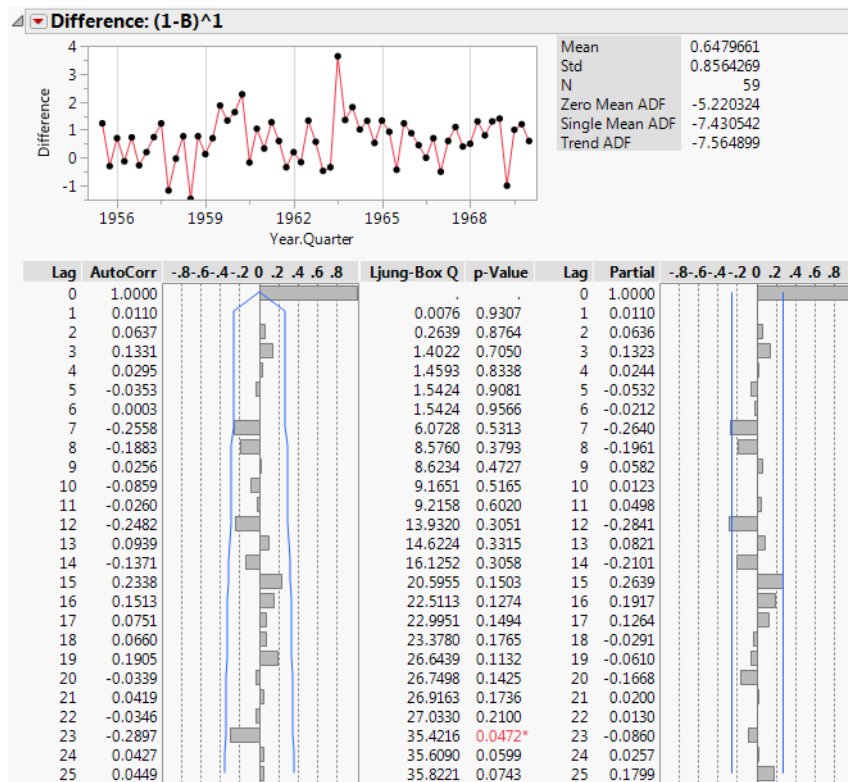 Difference: (1-B)^1
4
3
2
1
0
-1
Difference
1956 1959 1962 1965 1968
Year.Quarter
Mean 0.6479661
Std 0.8564269
N 59
Zero Mean ADF -5.220324
Single Mean ADF -7.430542
Trend ADF -7.564899
Lag AutoCorr -.8-.6-.4-.2 0 .2 .4 .6 .8 Ljung-Box Q p-Value Lag Partial -.8-.6-.4-.2 0 .2 .4 .6 .8
0 1.0000 . . 0 1.0000
1 0.0110 0.0076 0.9307 1 0.0110
2 0.0637 0.2639 0.8764 2 0.0636
3 0.1331 1.4022 0.7050 3 0.1323
4 0.0295 1.4593 0.8338 4 0.0244
5 -0.0353 1.5424 0.9081 5 -0.0532
6 0.0003 1.5424 0.9566 6 -0.0212
7 -0.2558 6.0728 0.5313 7 -0.2640
8 -0.1883 8.5760 0.3793 8 -0.1961
9 0.0256 8.6234 0.4727 9 0.0582
10 -0.0859 9.1651 0.5165 10 0.0123
11 -0.0260 9.2158 0.6020 11 0.0498
12 -0.2482 13.9320 0.3051 12 -0.2841
13 0.0939 14.6224 0.3315 13 0.0821
14 -0.1371 16.1252 0.3058 14 -0.2101
15 0.2338 20.5955 0.1503 15 0.2639
16 0.1513 22.5113 0.1274 16 0.1917
17 0.0751 22.9951 0.1494 17 0.1264
18 0.0660 23.3780 0.1765 18 -0.0291
19 0.1905 26.6439 0.1132 19 -0.0610
20 -0.0339 26.7498 0.1425 20 -0.1668
21 0.0419 26.9163 0.1736 21 0.0200
22 -0.0346 27.0330 0.2100 22 0.0130
23 -0.2897 35.4216 0.0472* 23 -0.0860
24 0.0427 35.6090 0.0599 24 0.0257
25 0.0449 35.8221 0.0743 25 0.1799